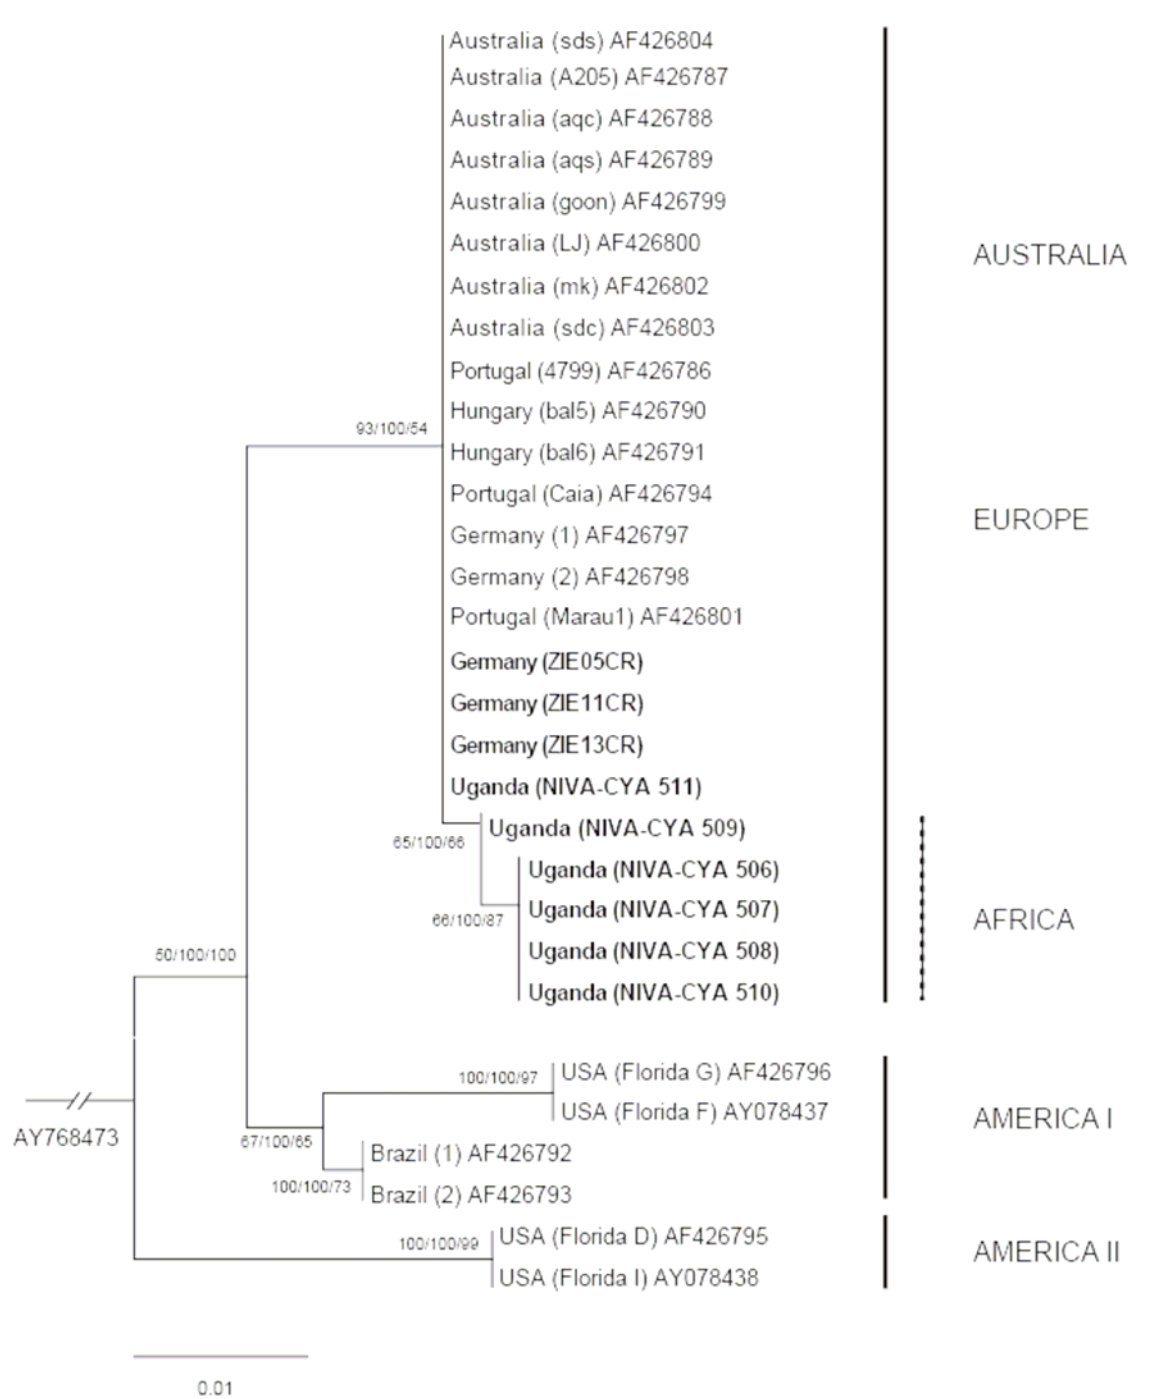 Australia (sds) AF426804
Australia (A205) AF426787
Australia (aqc) AF426788
Australia (aqs) AF426789
Australia (goon) AF426799
AUSTRALIA
Australia (LJ) AF426800
Australia (mk) AF426802
Australia (sdc) AF426803
Portugal (4799) AF426786
Hungary (bal5) AF426790
93/100/54
Hungary (bal6) AF426791
Portugal (Caia) AF426794
EUROPE
Germany (1) AF426797
Germany (2) AF426798
Portugal (Marau1) AF426801
Germany (ZIE05CR)
Germany (ZIE11CR)
Germany (ZIE13CR)
Uganda (NIVA-CYA 511)
Uganda (NIVA-CYA 509)
65/100/66
Uganda (NIVA-CYA 506)
Uganda (NIVA-CYA 507)
66/100/87
AFRICA
Uganda (NIVA-CYA 508)
50/100/100
Uganda (NIVA-CYA 510)
USA (Florida G) AF426796
100/100/97
USA (Florida F) AY078437
AMERICA I
AY768473
67/100/65
Brazil (1) AF426792
100/100/73
Brazil (2) AF426793
USA (Florida D) AF426795
100/100/99
AMERICA II
USA (Florida I) AY078438
0.01